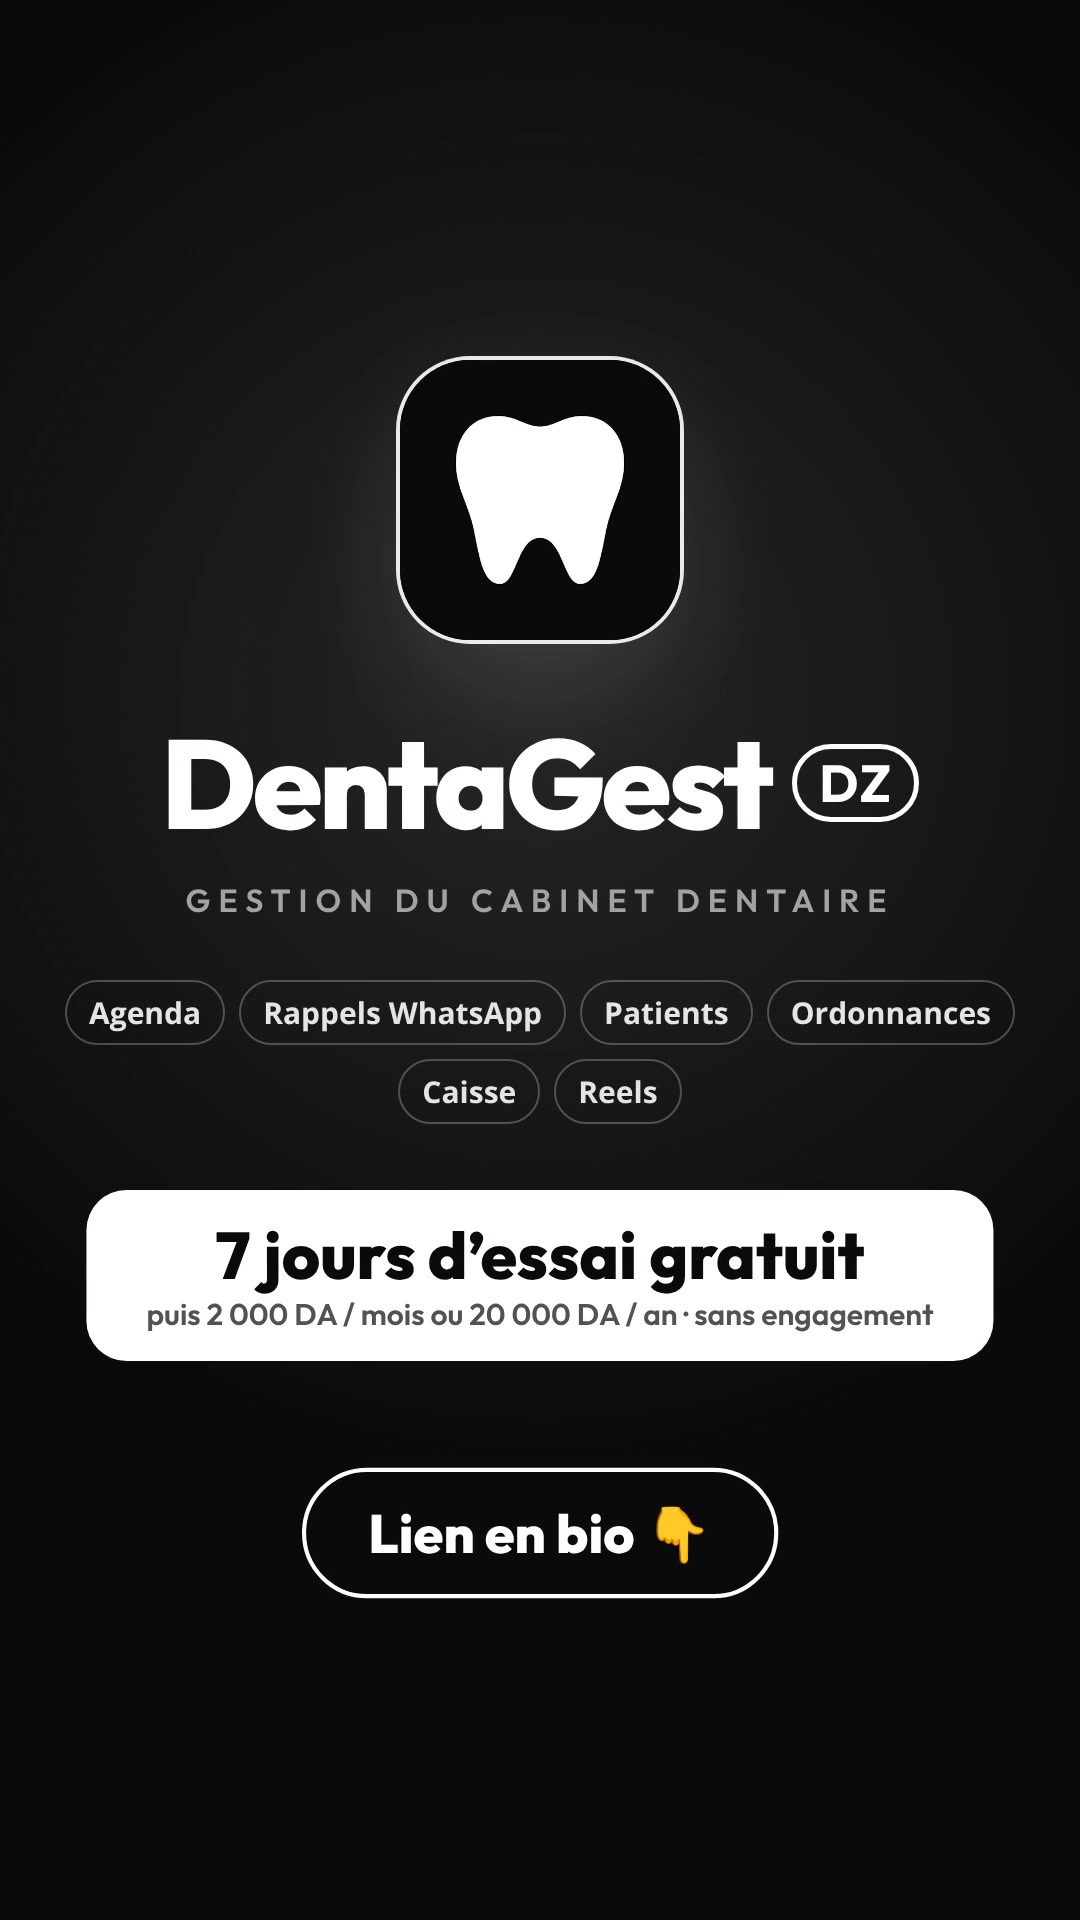 DentaGest DZ
GESTION DU CABINET DENTAIRE
Agenda Rappels WhatsApp Patients Ordonnances
Caisse Reels
7 jours d’essai gratuit
puis 2 000 DA / mois ou 20 000 DA / an · sans engagement
Lien en bio 👇